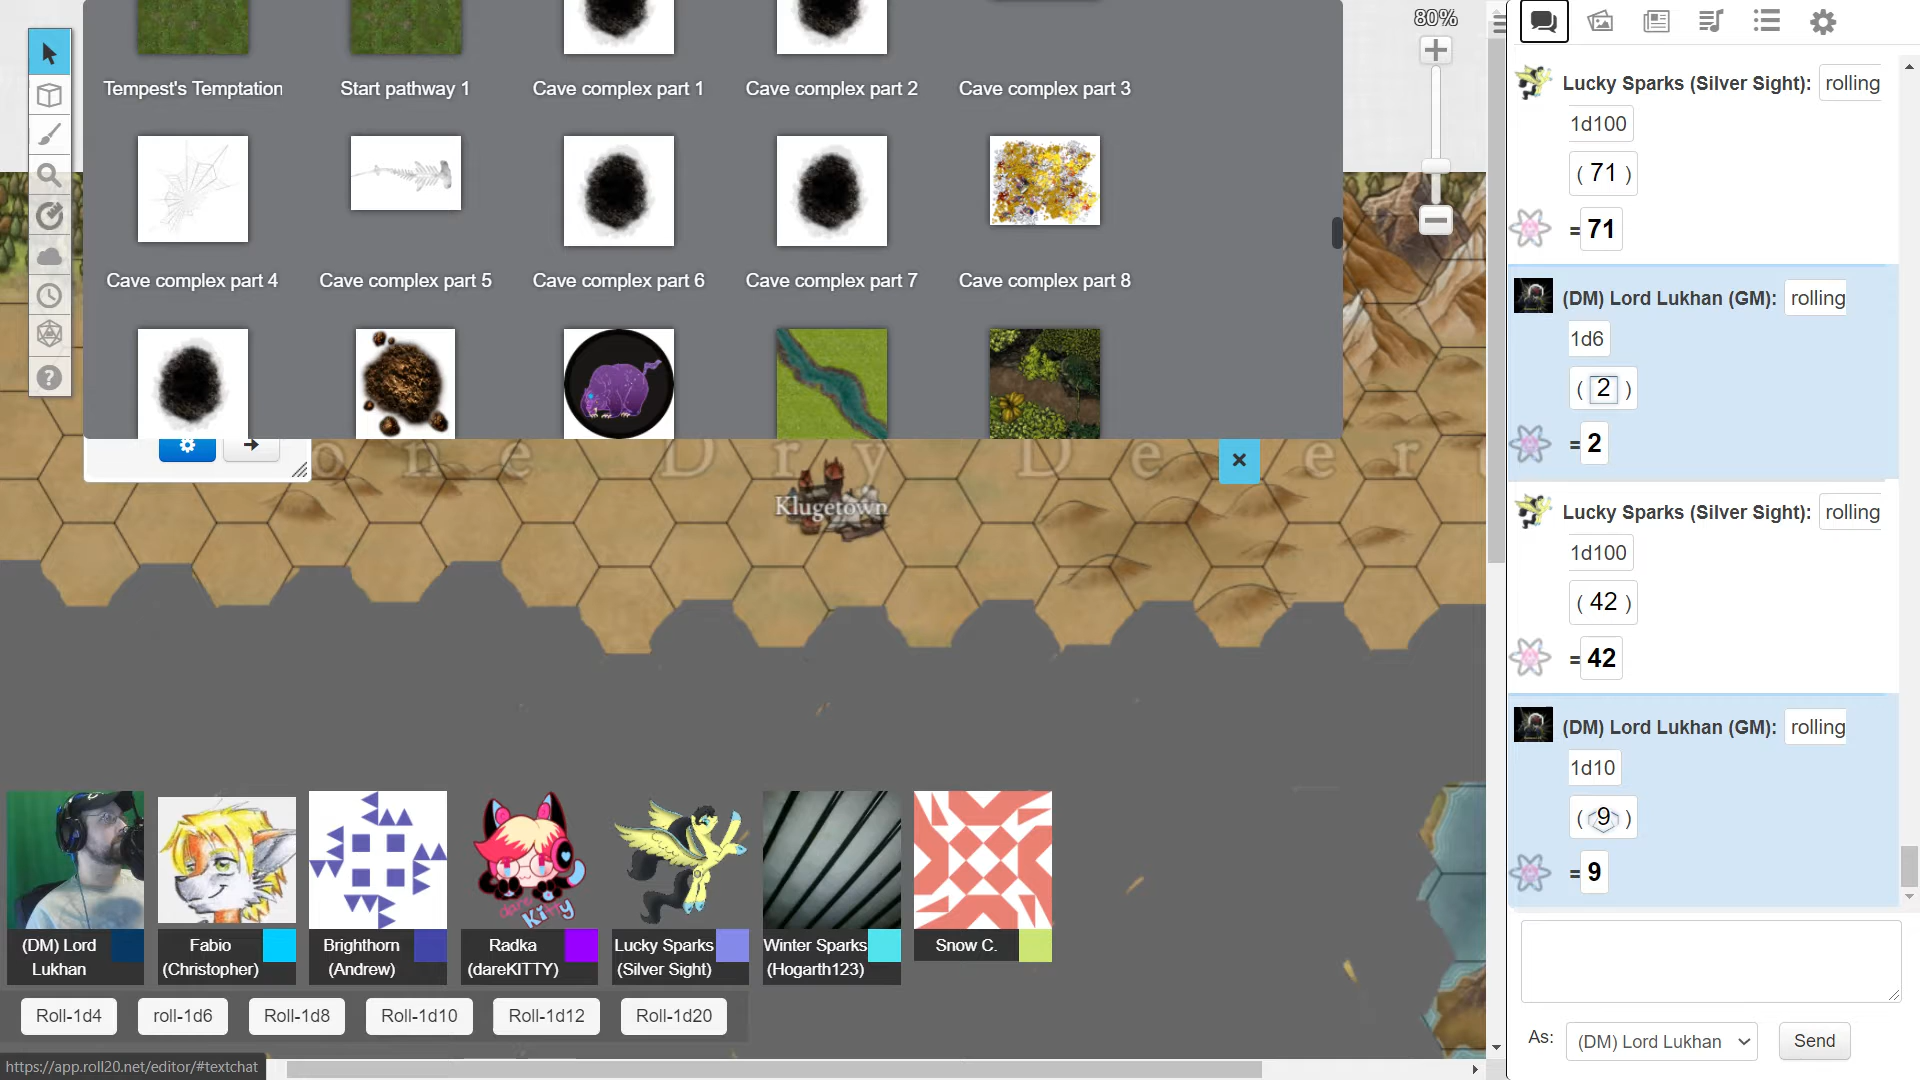 80%
Tempest's Temptation
Start pathway 1
Cave complex part 1
Cave complex part 2
Cave complex part 3
Cave complex part 4
Cave complex part 5
Cave complex part 6
Cave complex part 7
Cave complex part 8
o n e D r y D e s e r t
Klugetown
(DM) Lord
Lukhan
Fabio
(Christopher)
Brighthorn
(Andrew)
Radka
(dareKITTY)
Lucky Sparks
(Silver Sight)
Winter Sparks
(Hogarth123)
Snow C.
dare
Kitty
Roll-1d4
roll-1d6
Roll-1d8
Roll-1d10
Roll-1d12
Roll-1d20
https://app.roll20.net/editor/#textchat
Lucky Sparks (Silver Sight): rolling
1d100
(71)
=71
(DM) Lord Lukhan (GM): rolling
1d6
(2)
=2
Lucky Sparks (Silver Sight): rolling
1d100
(42)
=42
(DM) Lord Lukhan (GM): rolling
1d10
(9)
=9
As:
(DM) Lord Lukhan
Send